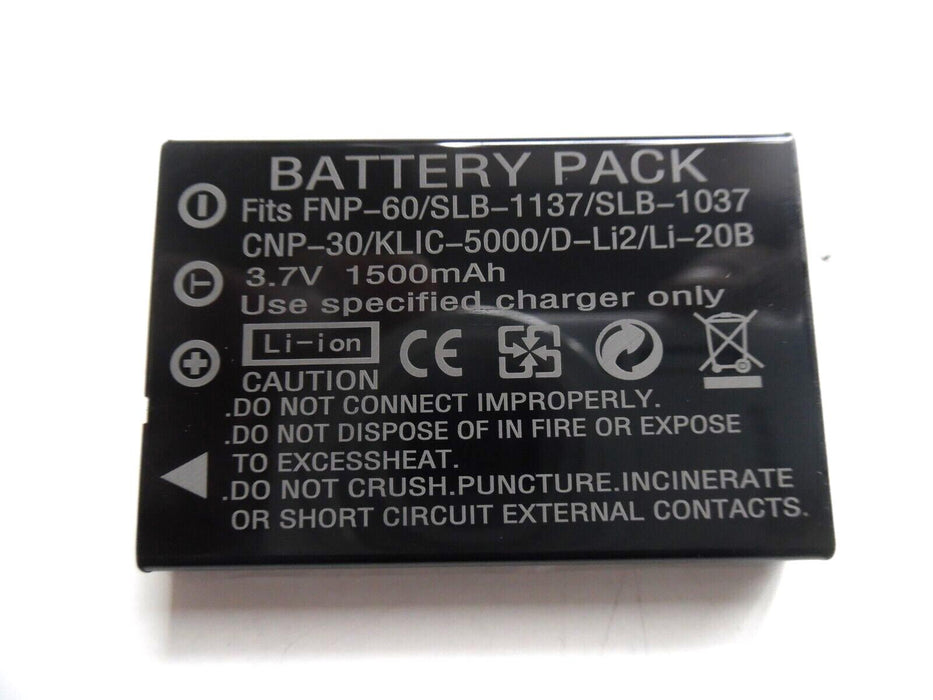 BATTERY PACK
Fits FNP-60/SLB-1137/SLB-1037
CNP-30/KLIC-5000/D-Li2/Li-20B
T
3.7V 1500mAh
Use specified charger only
Li-ion CE
CAUTION
.DO NOT CONNECT IMPROPERLY.
.DO NOT DISPOSE OF IN FIRE OR EXPOSE
TO EXCESSHEAT.
.DO NOT CRUSH.PUNCTURE.INCINERATE
OR SHORT CIRCUIT EXTERNAL CONTACTS.